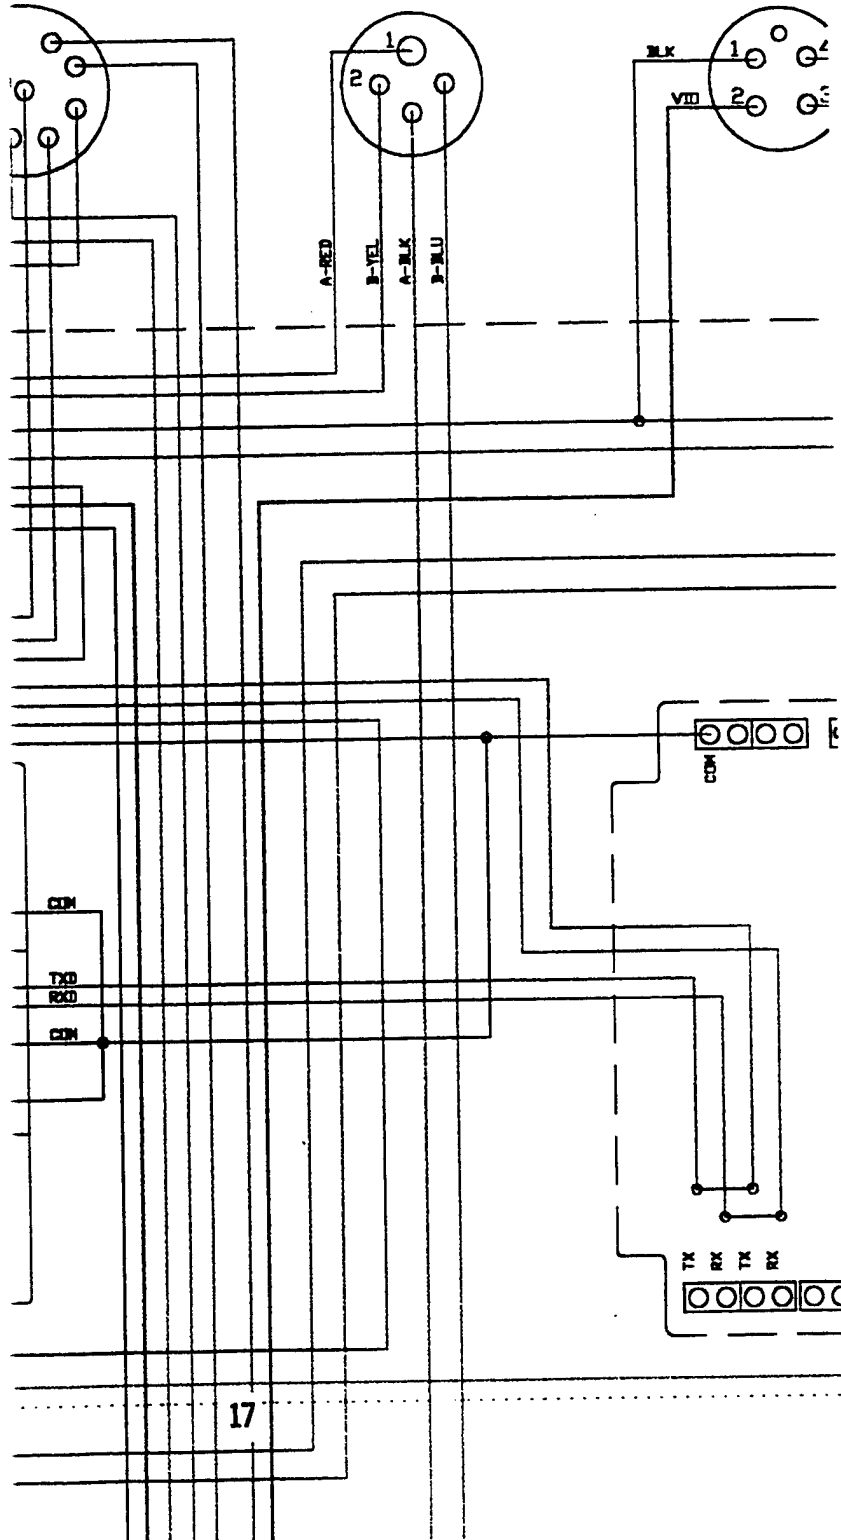 1
2
BLK
1
VIO
2
A-RED
B-YEL
A-BLK
B-BLU
COM
COM
TXD
RXD
COM
TX
RX
TX
RX
17